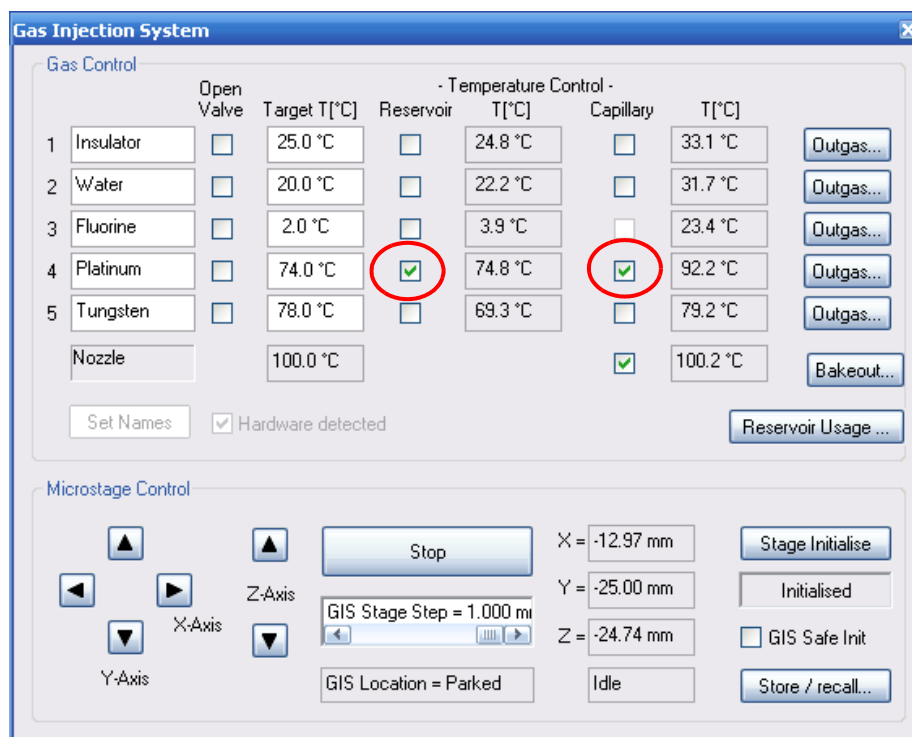 Gas Injection System
Gas Control
- Temperature Control -
Open Valve Target T[°C] Reservoir T[°C] Capillary T[°C]
1 Insulator 25.0 °C 24.8 °C 33.1 °C Outgas...
2 Water 20.0 °C 22.2 °C 31.7 °C Outgas...
3 Fluorine 2.0 °C 3.9 °C 23.4 °C Outgas...
4 Platinum 74.0 °C 74.8 °C 92.2 °C Outgas...
5 Tungsten 78.0 °C 69.3 °C 79.2 °C Outgas...
Nozzle 100.0 °C 100.2 °C Bakeout...
Set Names Hardware detected Reservoir Usage ...
Microstage Control
Stop X = -12.97 mm Stage Initialise
Z-Axis Y = -25.00 mm Initialised
X-Axis GIS Stage Step = 1.000 Z = -24.74 mm GIS Safe Init
Y-Axis GIS Location = Parked Idle Store / recall...